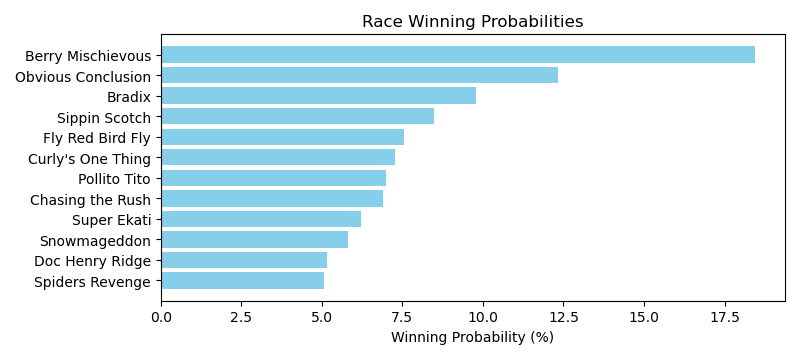 Race Winning Probabilities
Berry Mischievous
Obvious Conclusion
Bradix
Sippin Scotch
Fly Red Bird Fly
Curly's One Thing
Pollito Tito
Chasing the Rush
Super Ekati
Snowmageddon
Doc Henry Ridge
Spiders Revenge
0.0 2.5 5.0 7.5 10.0 12.5 15.0 17.5
Winning Probability (%)